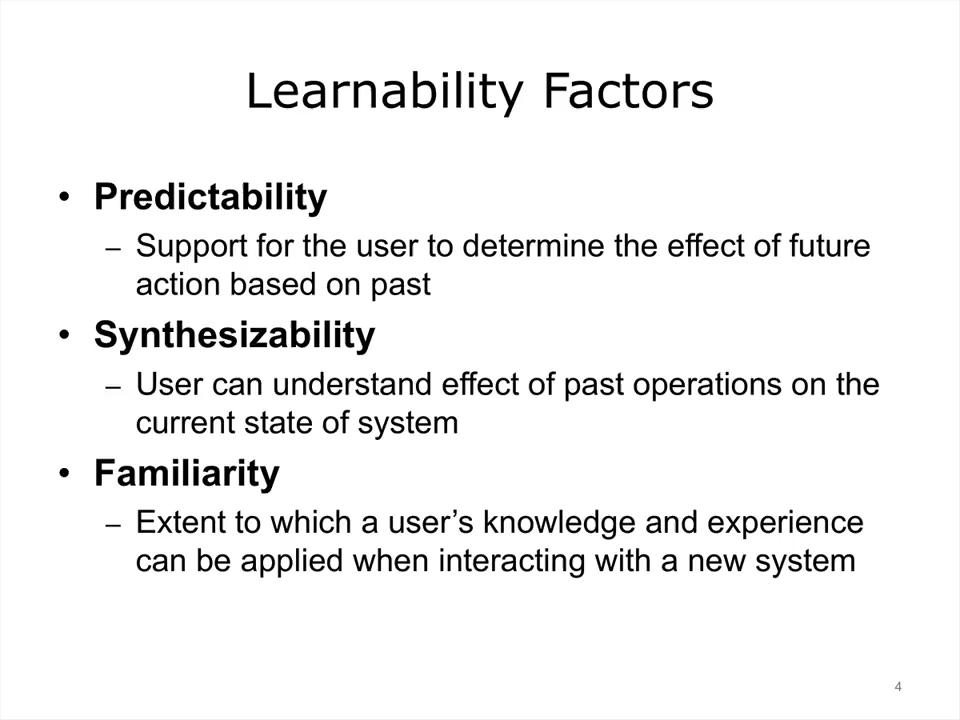 Learnability Factors
• Predictability
– Support for the user to determine the effect of future
action based on past
• Synthesizability
– User can understand effect of past operations on the
current state of system
• Familiarity
– Extent to which a user’s knowledge and experience
can be applied when interacting with a new system
4